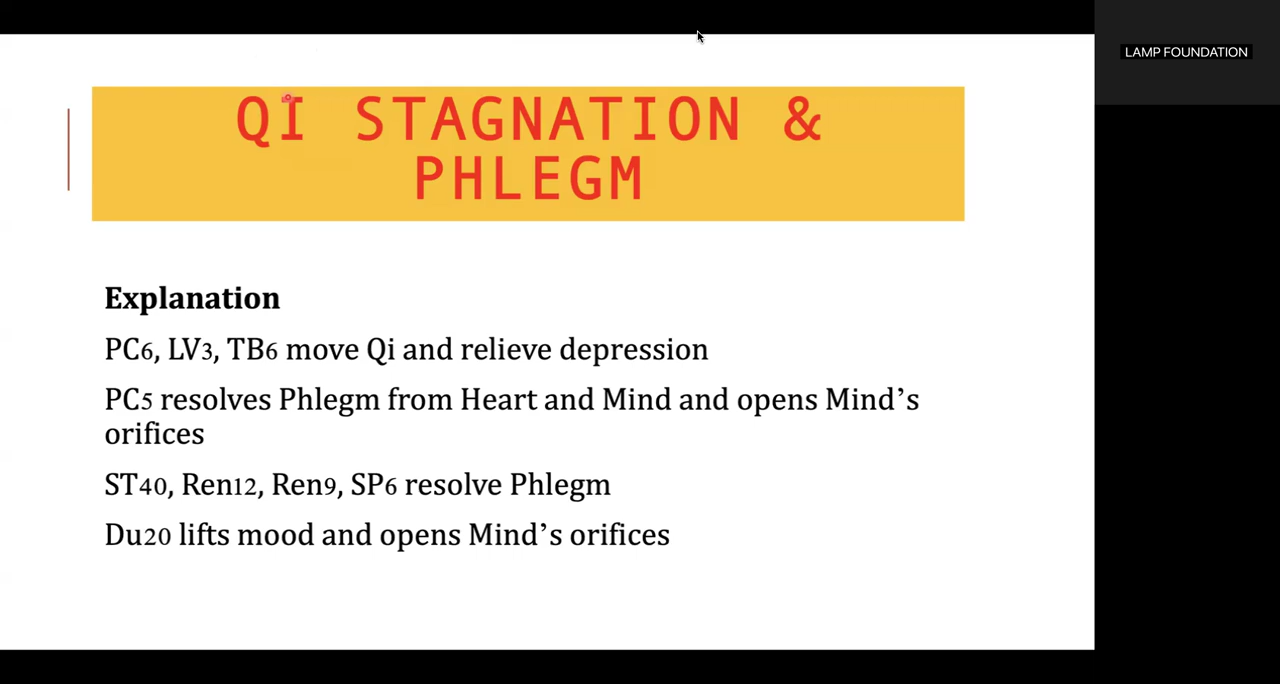 QI STAGNATION &
PHLEGM
Explanation
PC6, LV3, TB6 move Qi and relieve depression
PC5 resolves Phlegm from Heart and Mind and opens Mind’s
orifices
ST40, Ren12, Ren9, SP6 resolve Phlegm
Du20 lifts mood and opens Mind’s orifices
LAMP FOUNDATION